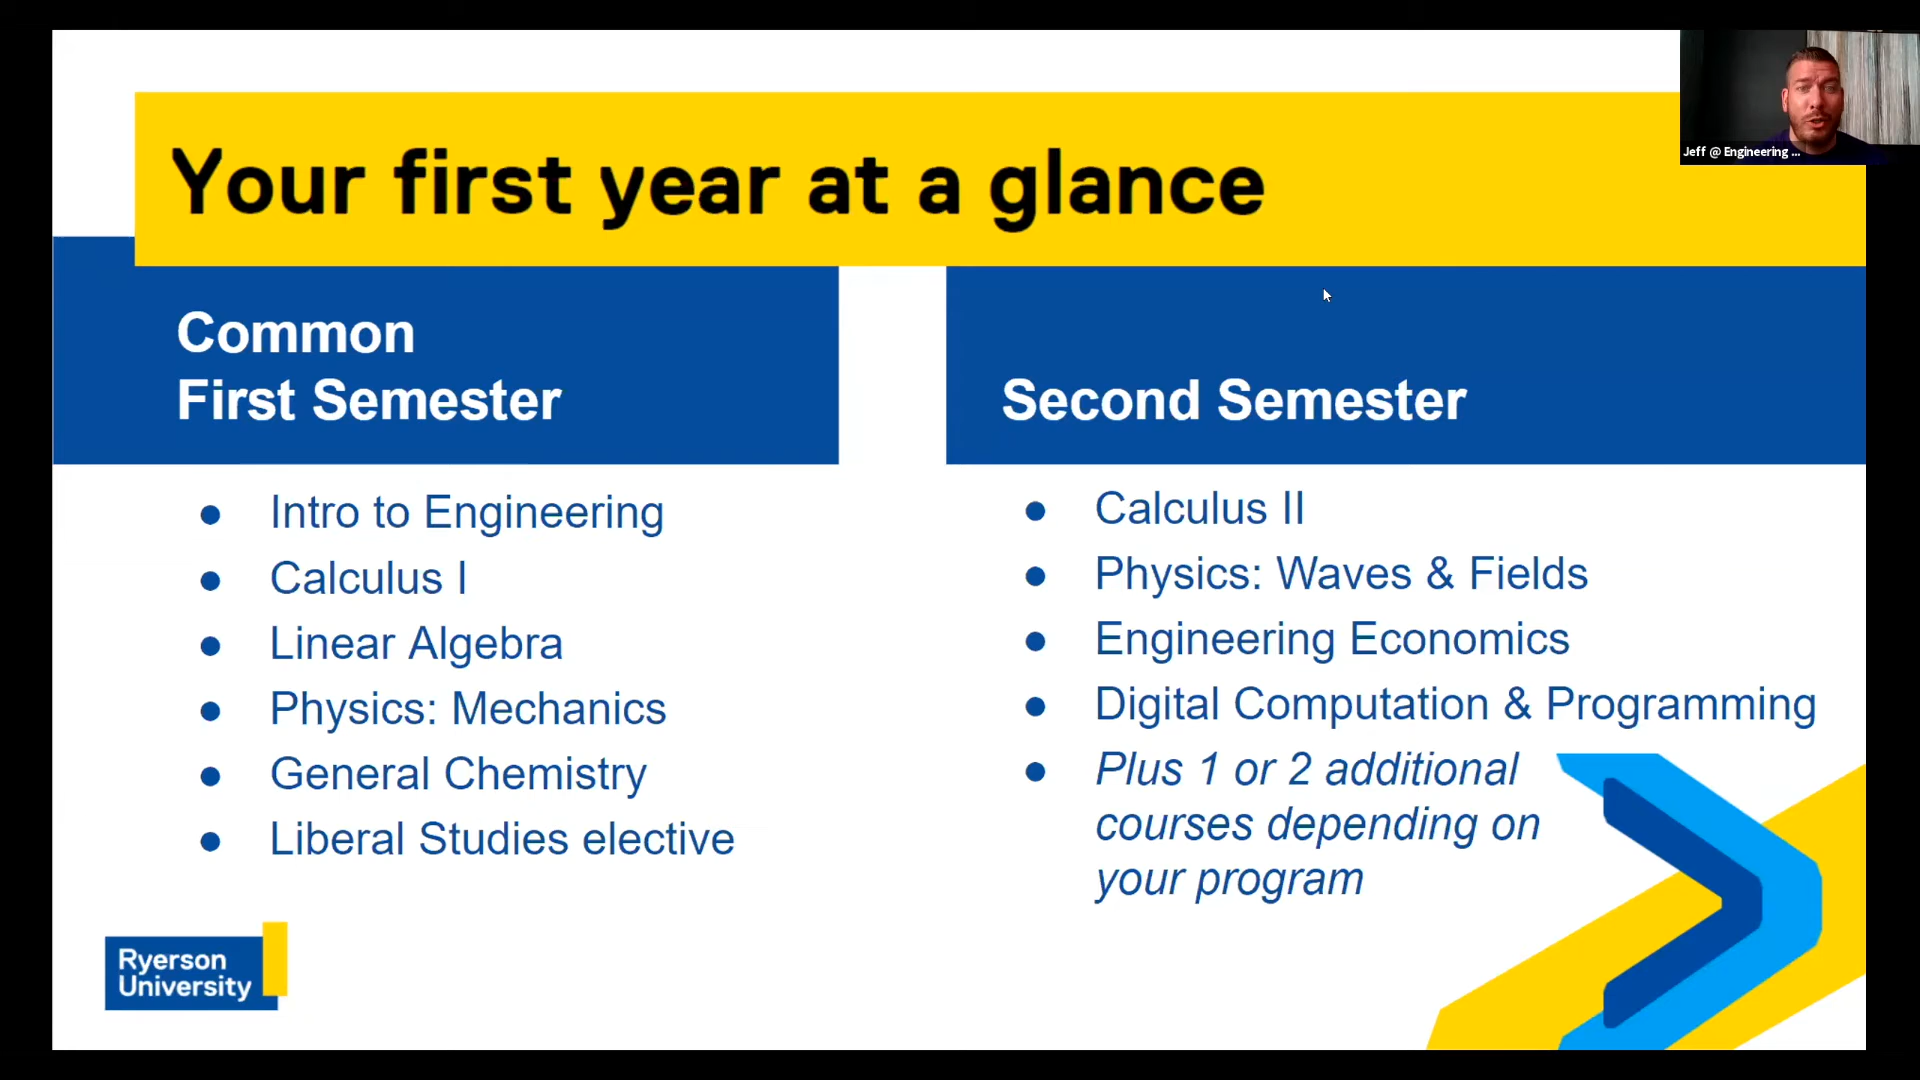 Your first year at a glance
Jeff @ Engineering ...
Common
First Semester
Intro to Engineering
Calculus I
Linear Algebra
Physics: Mechanics
General Chemistry
Liberal Studies elective
Second Semester
Calculus II
Physics: Waves & Fields
Engineering Economics
Digital Computation & Programming
Plus 1 or 2 additional
courses depending on
your program
Ryerson
University